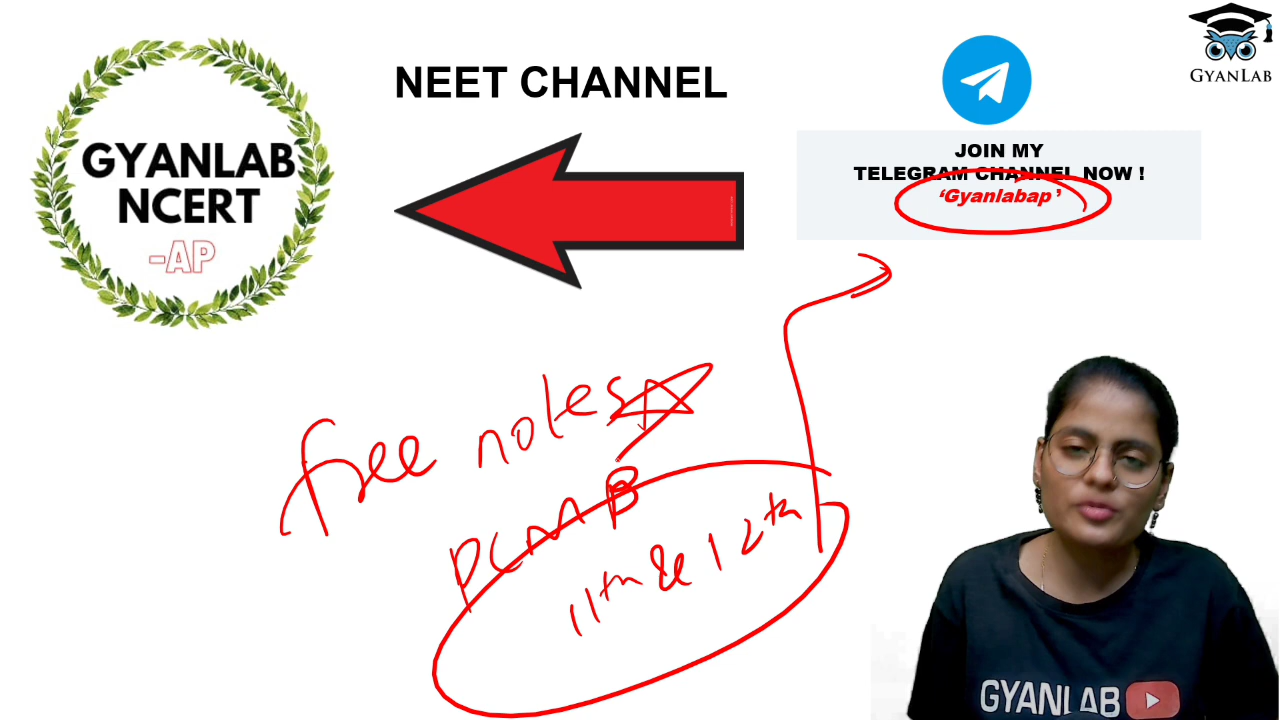 GYANLAB
NCERT
-AP
NEET CHANNEL
GYANLAB
JOIN MY
TELEGRAM CHANNEL NOW !
‘Gyanlabap’
free notes
PCMB
11th & 12th
GYANLAB